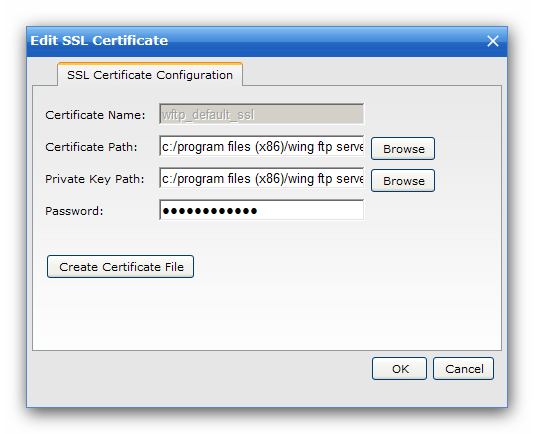 Edit SSL Certificate
SSL Certificate Configuration
Certificate Name: wftp_default_ssl
Certificate Path: c:/program files (x86)/wing ftp serve Browse
Private Key Path: c:/program files (x86)/wing ftp serve Browse
Password: ●●●●●●●●●●●●
Create Certificate File
OK Cancel